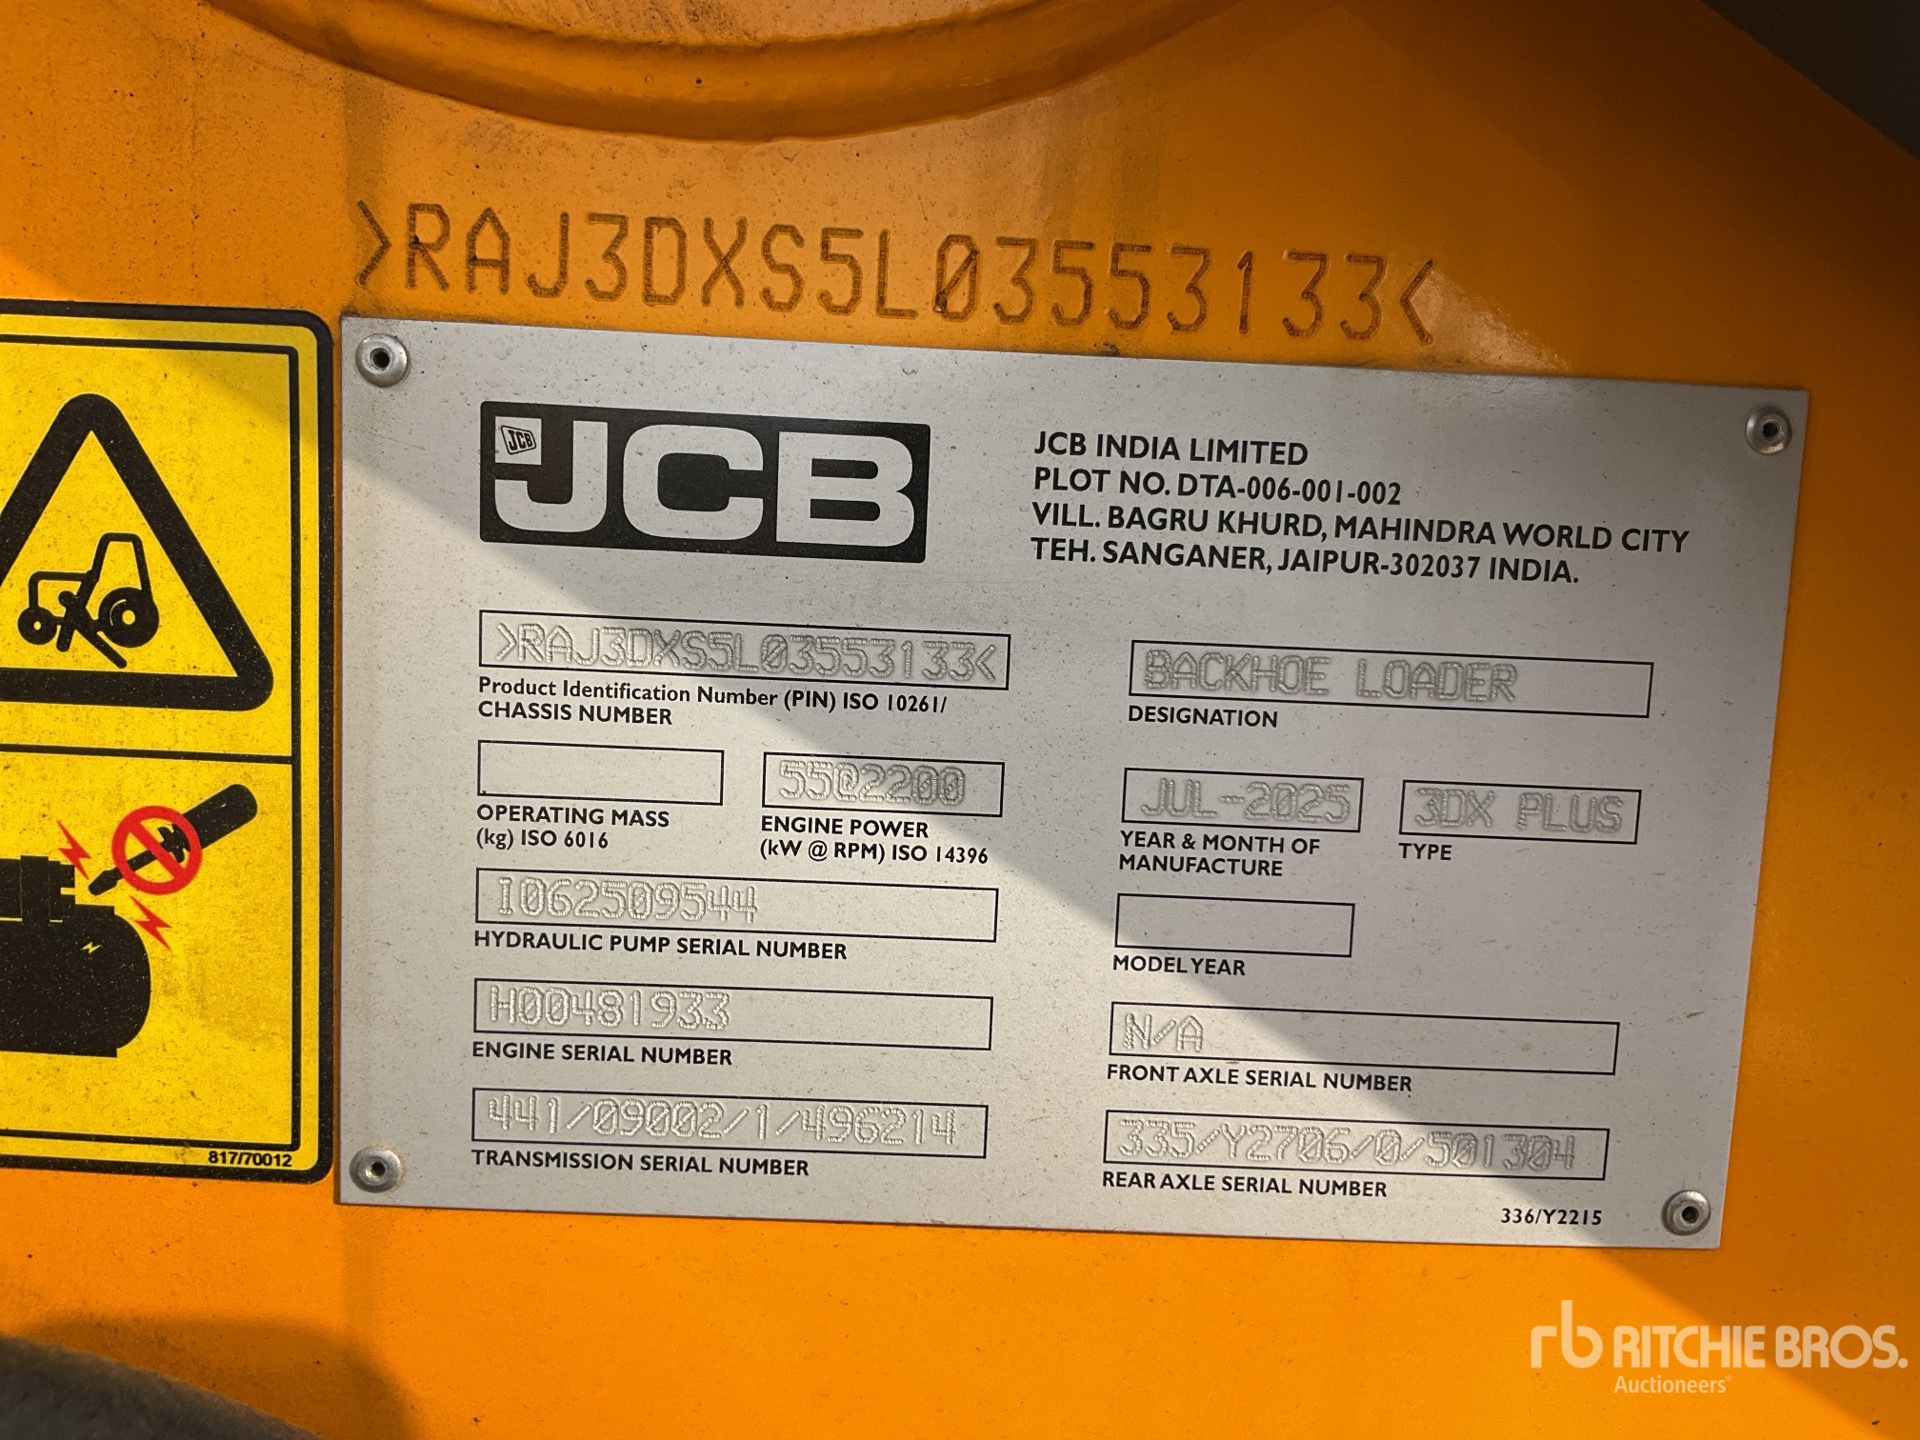 >RAJ3DXS5L03553133<
JCB
JCB
JCB INDIA LIMITED
PLOT NO. DTA-006-001-002
VILL. BAGRU KHURD, MAHINDRA WORLD CITY
TEH. SANGANER, JAIPUR-302037 INDIA.
>RAJ3DXS5L03553133<
Product Identification Number (PIN) ISO 10261/
CHASSIS NUMBER
BACKHOE LOADER
DESIGNATION
OPERATING MASS
(kg) ISO 6016
55@2200
ENGINE POWER
(kW @ RPM) ISO 14396
JUL-2025
YEAR & MONTH OF
MANUFACTURE
3DX PLUS
TYPE
I062509544
HYDRAULIC PUMP SERIAL NUMBER
MODEL YEAR
H00481933
ENGINE SERIAL NUMBER
N/A
FRONT AXLE SERIAL NUMBER
441/09002/1/496214
TRANSMISSION SERIAL NUMBER
335/Y2706/0/501304
REAR AXLE SERIAL NUMBER
336/Y2215
817/70012
rb RITCHIE BROS.
Auctioneers